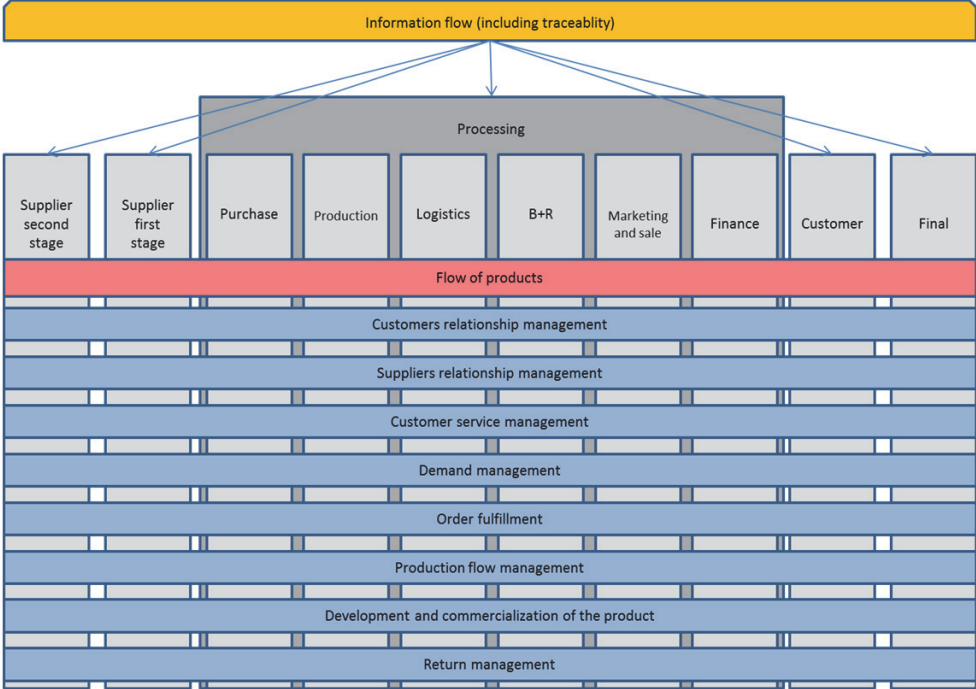 Information flow (including traceablity)
Processing
Supplier
second
stage
Supplier
first
stage
Purchase
Production
Logistics
B+R
Marketing
and sale
Finance
Customer
Final
Flow of products
Customers relationship management
Suppliers relationship management
Customer service management
Demand management
Order fulfillment
Production flow management
Development and commercialization of the product
Return management